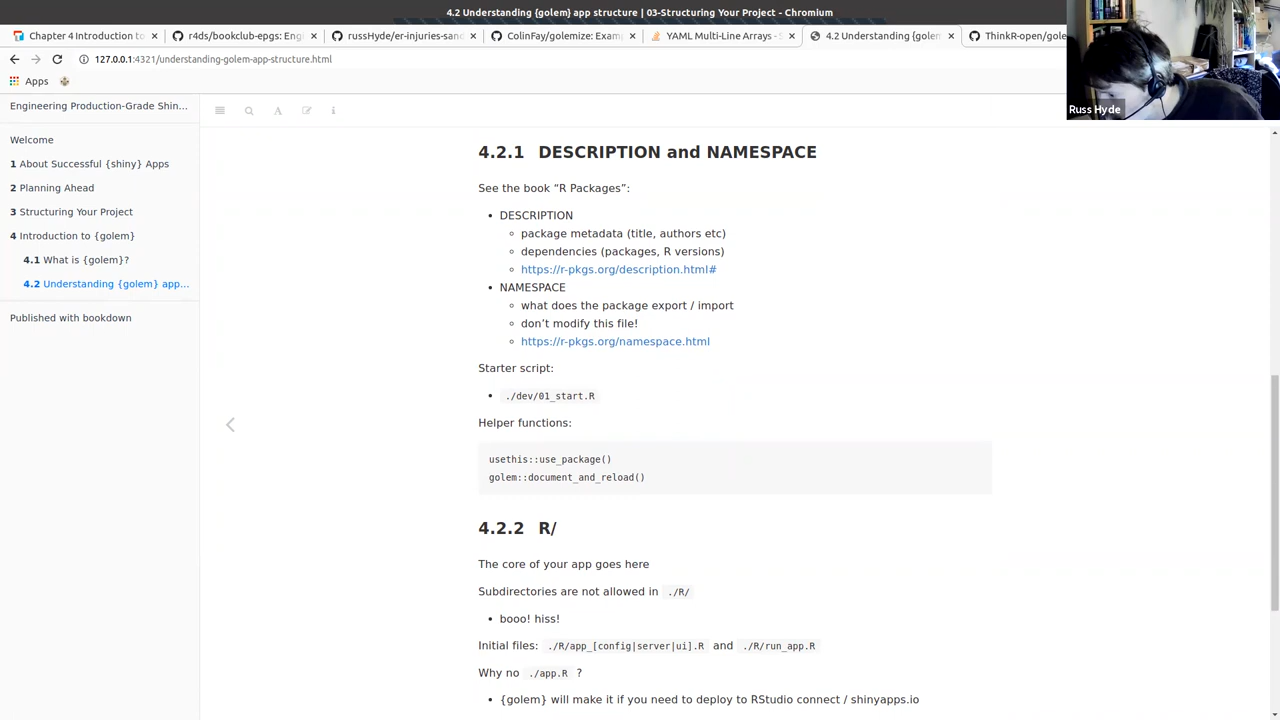 4.2 Understanding {golem} app structure | 03-Structuring Your Project - Chromium
Chapter 4 Introduction to
r4ds/bookclub-epgs: Eng
russHyde/er-injuries-san
ColinFay/golemize: Exam
YAML Multi-Line Arrays - S
4.2 Understanding {golem
ThinkR-open/gol
127.0.0.1:4321/understanding-golem-app-structure.html
Apps
Russ Hyde
Engineering Production-Grade Shin...
Welcome
1 About Successful {shiny} Apps
2 Planning Ahead
3 Structuring Your Project
4 Introduction to {golem}
4.1 What is {golem}?
4.2 Understanding {golem} app...
Published with bookdown
4.2.1 DESCRIPTION and NAMESPACE
See the book “R Packages”:
• DESCRIPTION
◦ package metadata (title, authors etc)
◦ dependencies (packages, R versions)
◦ https://r-pkgs.org/description.html#
• NAMESPACE
◦ what does the package export / import
◦ don’t modify this file!
◦ https://r-pkgs.org/namespace.html
Starter script:
• ./dev/01_start.R
Helper functions:
usethis::use_package()
golem::document_and_reload()
4.2.2 R/
The core of your app goes here
Subdirectories are not allowed in ./R/
• booo! hiss!
Initial files: ./R/app_[config|server|ui].R and ./R/run_app.R
Why no ./app.R ?
• {golem} will make it if you need to deploy to RStudio connect / shinyapps.io